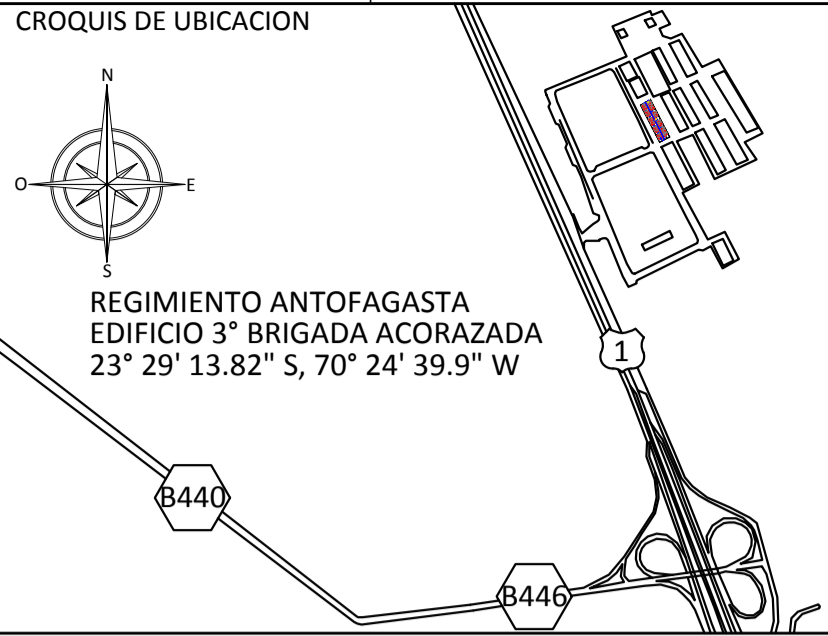 CROQUIS DE UBICACION
N
O
E
S
REGIMIENTO ANTOFAGASTA
EDIFICIO 3° BRIGADA ACORAZADA
23° 29' 13.82" S, 70° 24' 39.9" W
1
B440
B446